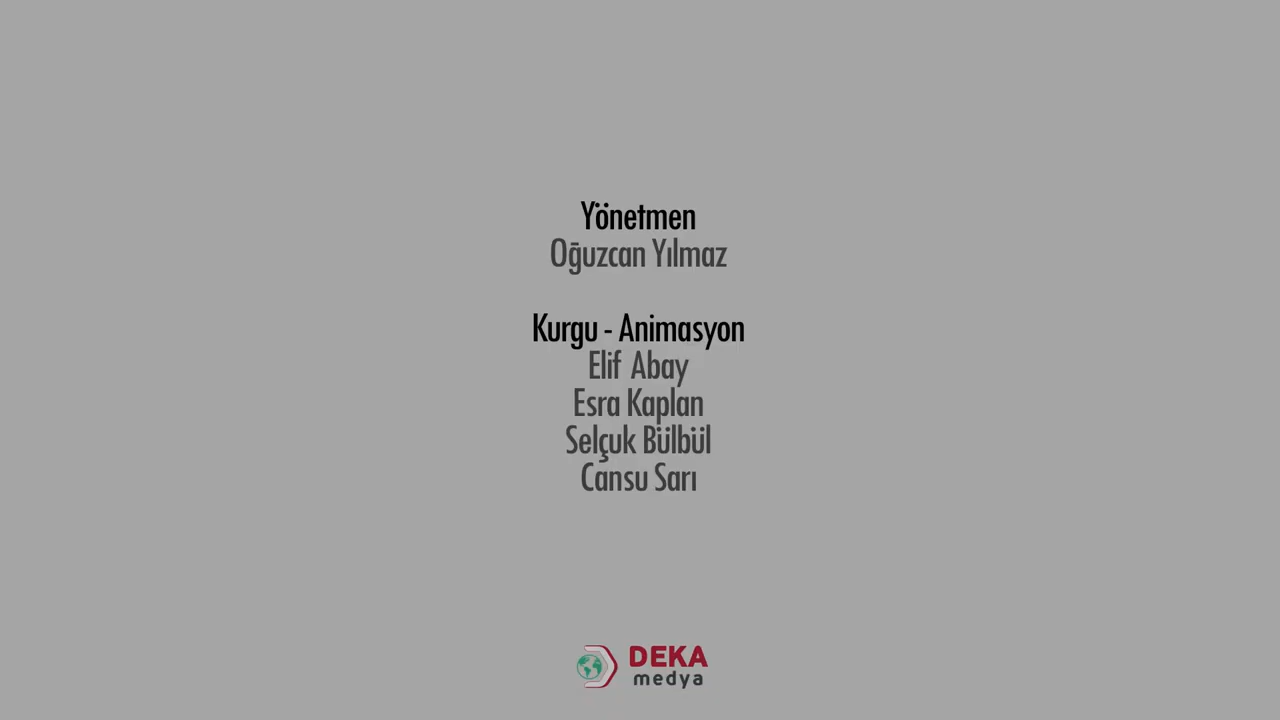 Yönetmen
Oğuzcan Yılmaz
Kurgu - Animasyon
Elif Abay
Esra Kaplan
Selçuk Bülbül
Cansu Sarı
DEKA
medya